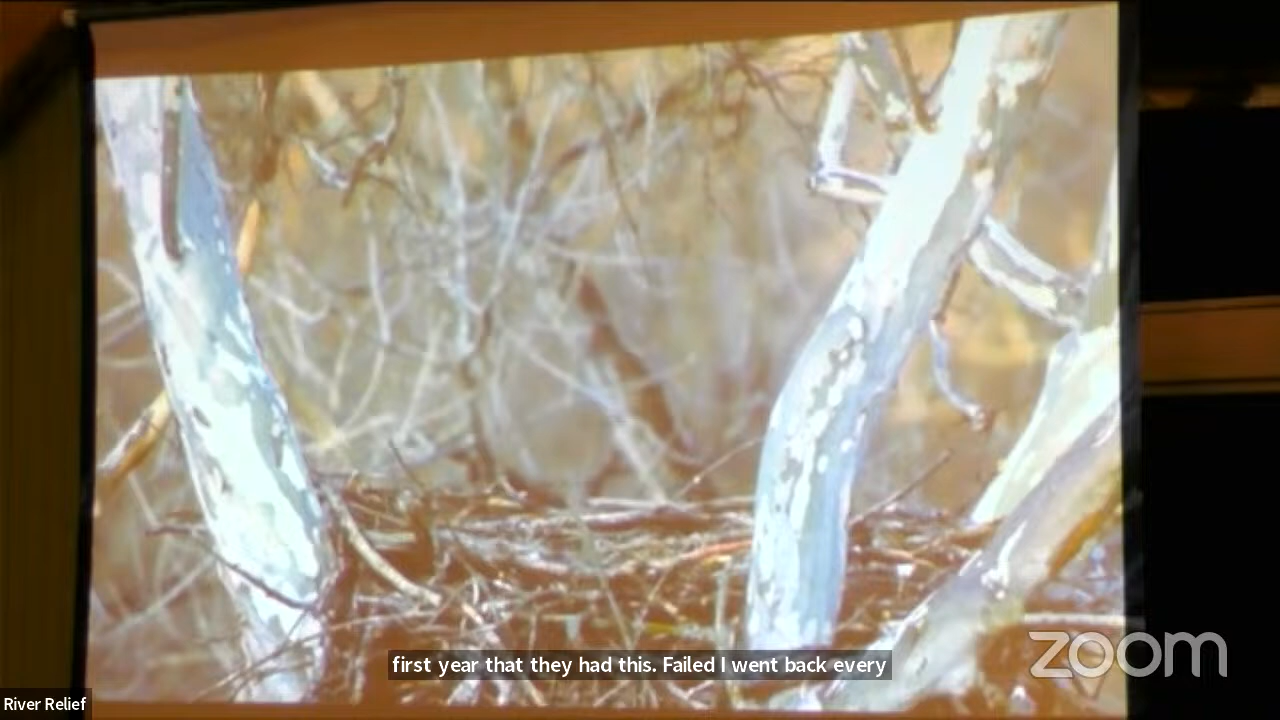 first year that they had this. Failed I went back every
zoom
River Relief